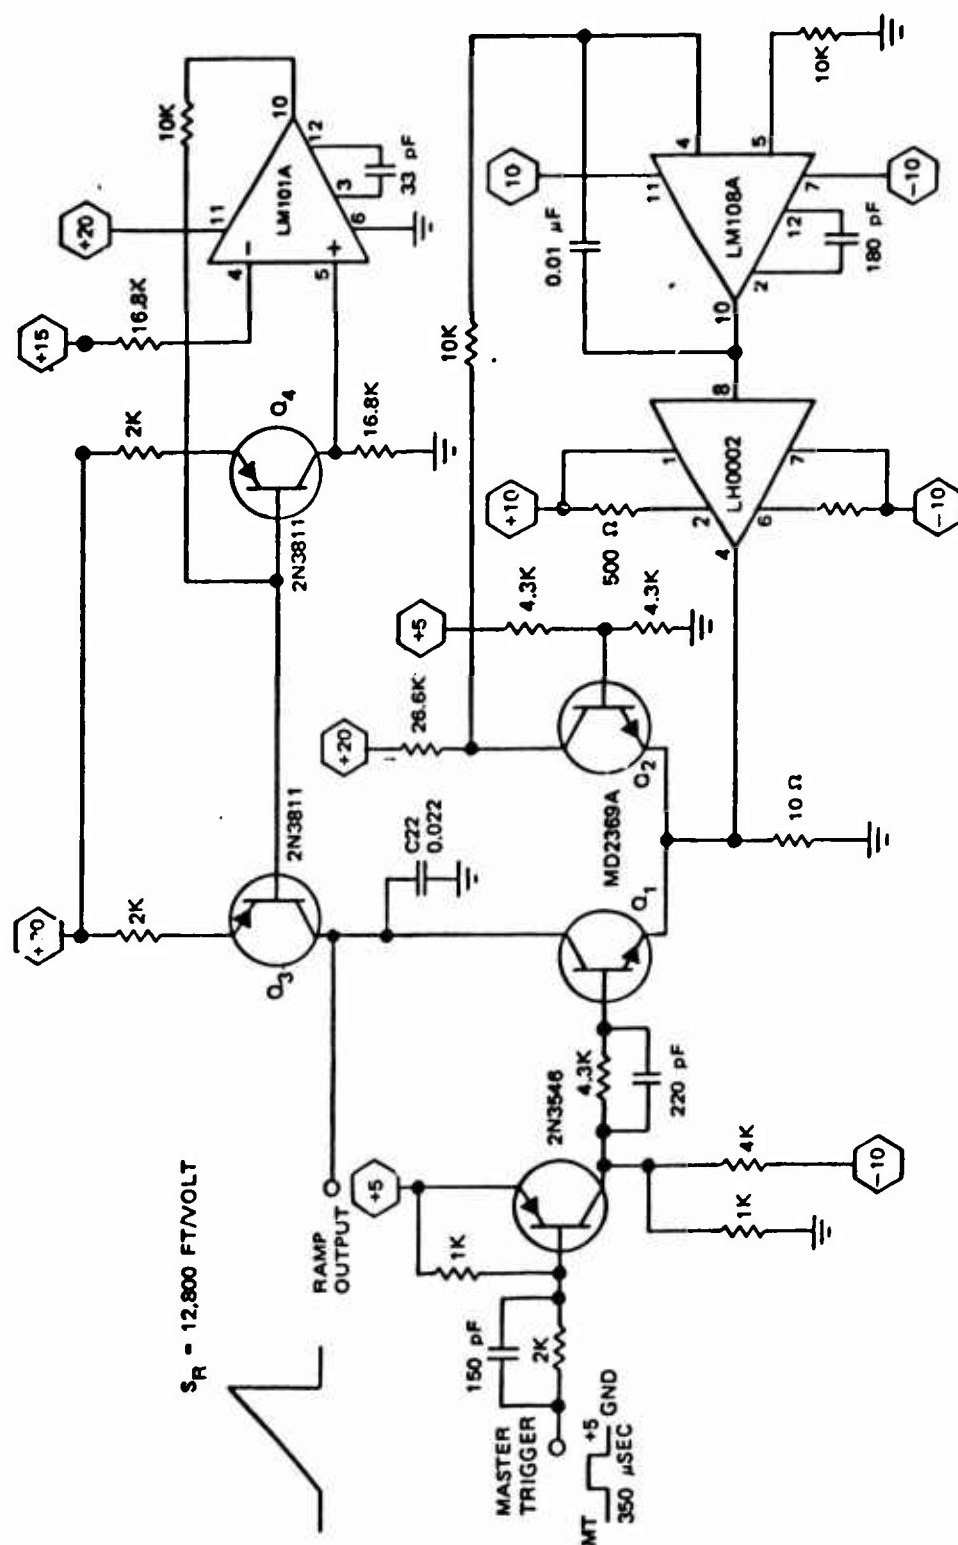 +20
+15
10K
2K
2K
16.8K
11
10
4
−
LM101A
12
5
+
3
6
33 pF
Q4
Q3
2N3811
2N3811
16.8K
SR = 12,800 FT/VOLT
RAMP
OUTPUT
C22
0.022
+20
26.6K
+5
4.3K
4.3K
10K
10
0.01 µF
11
4
5
10K
LM108A
7
-10
12
2
180 pF
10
+10
500 Ω
1
2
8
LH0002
7
6
4
-10
Q2
MD2369A
Q1
10 Ω
+5
1K
150 pF
2K
2N3546
4.3K
220 pF
1K
4K
-10
MASTER
TRIGGER
MT
+5
GND
350 µSEC